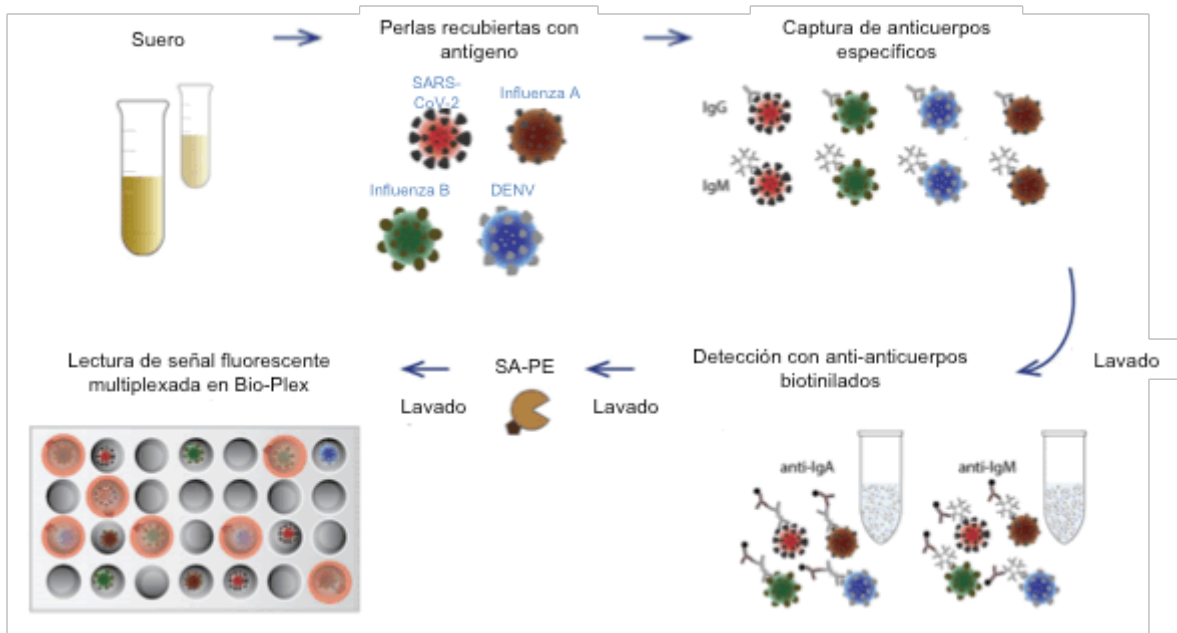 Suero
Perlas recubiertas con
antígeno
Captura de anticuerpos
específicos
SARS-
CoV-2
Influenza A
Influenza B
DENV
IgG
IgM
Lavado
Detección con anti-anticuerpos
biotinilados
anti-IgA
anti-IgM
Lavado
SA-PE
Lavado
Lectura de señal fluorescente
multiplexada en Bio-Plex